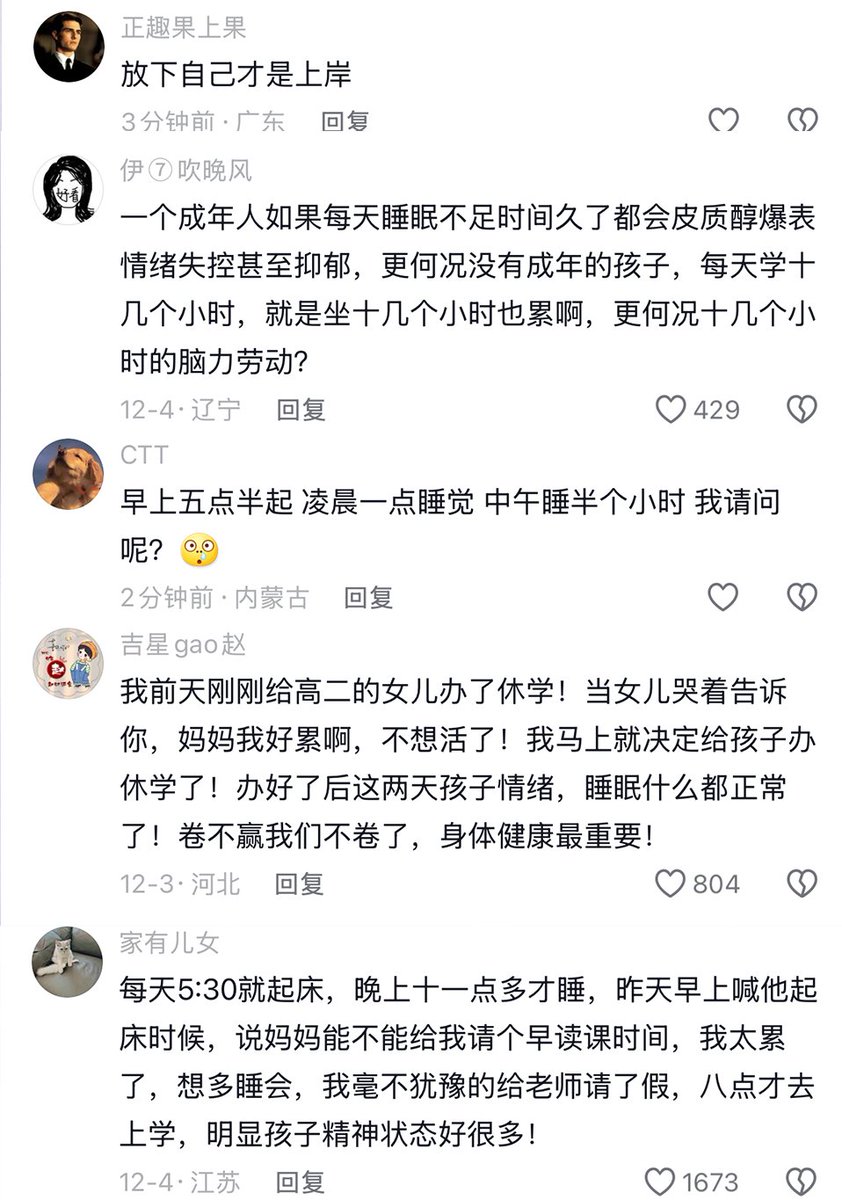 正趣果上果
放下自己才是上岸
3分钟前·广东 回复
伊⑦吹晚风
一个成年人如果每天睡眠不足时间久了都会皮质醇爆表
情绪失控甚至抑郁，更何况没有成年的孩子，每天学十
几个小时，就是坐十几个小时也累啊，更何况十几个小
时的脑力劳动？
12-4·辽宁 回复 429
CTT
早上五点半起 凌晨一点睡觉 中午睡半个小时 我请问
呢？
2分钟前·内蒙古 回复
吉星gao赵
我前天刚刚给高二的女儿办了休学！当女儿哭着告诉
你，妈妈我好累啊，不想活了！我马上就决定给孩子办
休学了！办好了后这两天孩子情绪，睡眠什么都正常
了！卷不赢我们不卷了，身体健康最重要！
12-3·河北 回复 804
家有儿女
每天5:30就起床，晚上十一点多才睡，昨天早上喊他起
床时候，说妈妈能不能给我请个早读课时间，我太累
了，想多睡会，我毫不犹豫的给老师请了假，八点才去
上学，明显孩子精神状态好很多！
12-4·江苏 回复 1673
好看